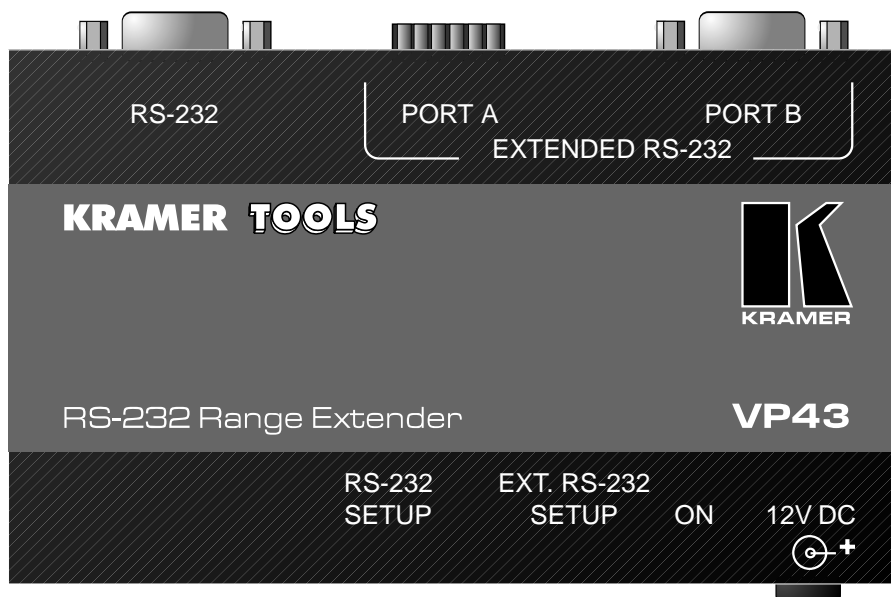 RS-232
PORT A
PORT B
EXTENDED RS-232
KRAMER TOOLS
K
KRAMER
RS-232 Range Extender
VP43
RS-232
SETUP
EXT. RS-232
SETUP
ON
12V DC
+